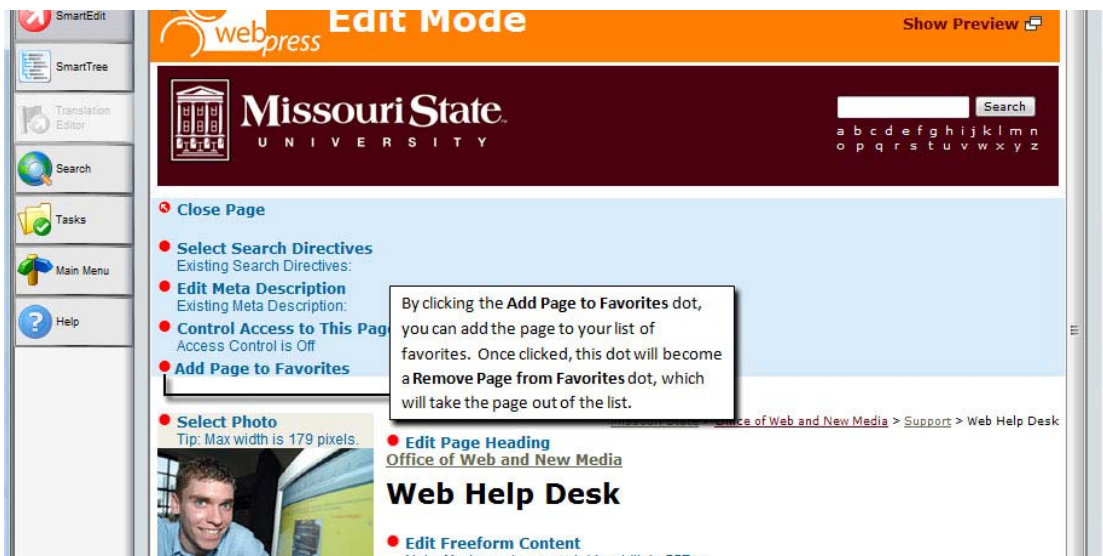 SmartEdit
SmartTree
Translation
Editor
Search
Tasks
Main Menu
Help
webpress
Edit Mode
Show Preview
Missouri State
UNIVERSITY
Search
a b c d e f g h i j k l m n
o p q r s t u v w x y z
Close Page
Select Search Directives
Existing Search Directives:
Edit Meta Description
Existing Meta Description:
Control Access to This Page
Access Control is Off
Add Page to Favorites
By clicking the Add Page to Favorites dot,
you can add the page to your list of
favorites. Once clicked, this dot will become
a Remove Page from Favorites dot, which
will take the page out of the list.
Select Photo
Tip: Max width is 179 pixels.
Missouri State > Office of Web and New Media > Support > Web Help Desk
Edit Page Heading
Office of Web and New Media
Web Help Desk
Edit Freeform Content